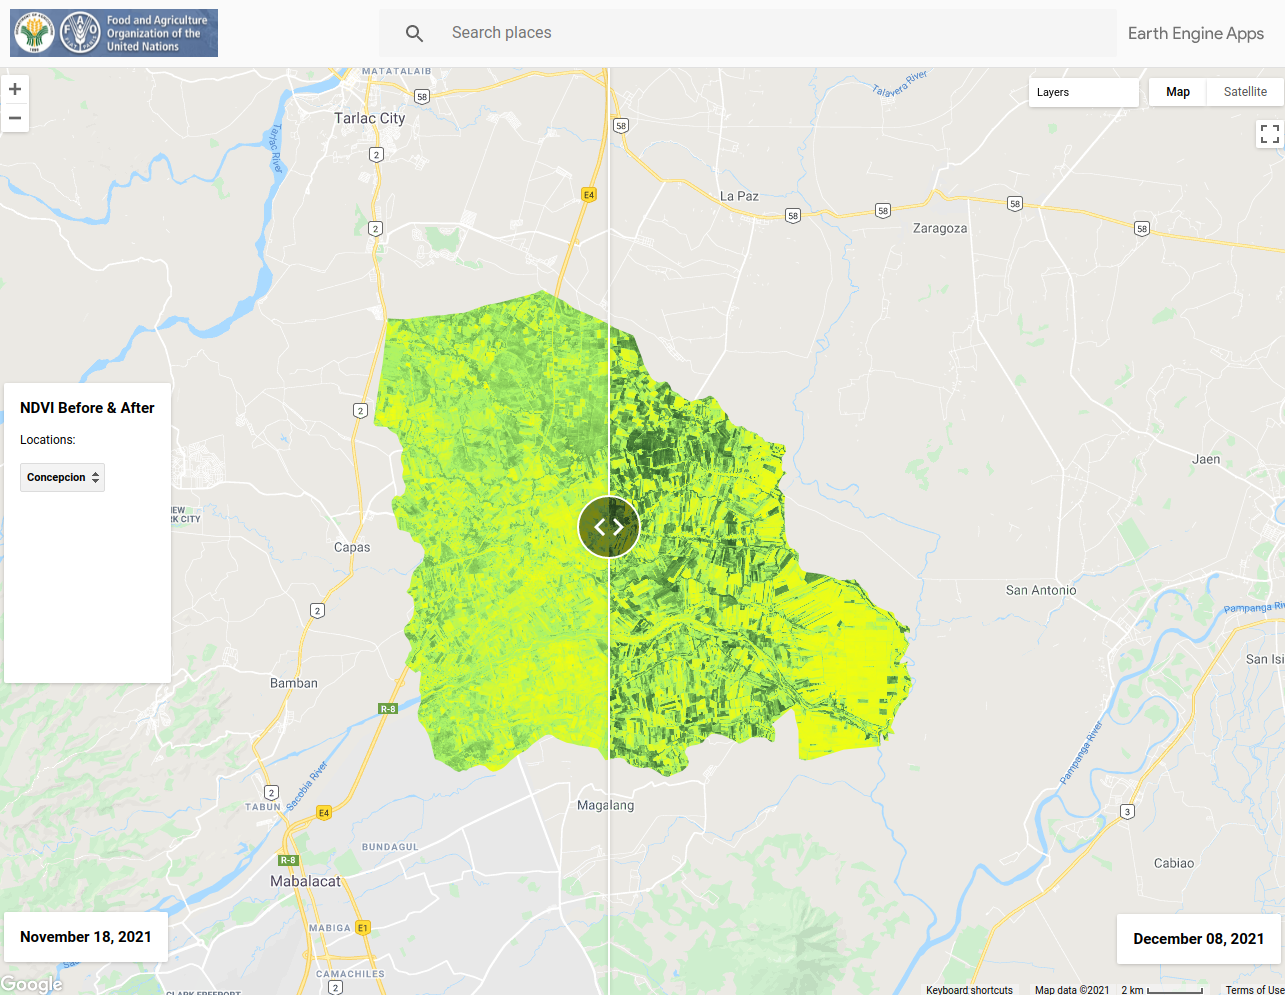 Food and Agriculture
Organization of the
United Nations
Search places
Earth Engine Apps
MATATALAIB
Talavera River
58
Layers
Map
Satellite
Tarlac City
58
Tarlac River
2
E4
La Paz
58
58
58
58
2
Zaragoza
NDVI Before & After
Locations:
Concepcion
2
Jaen
NEW
RK CITY
Capas
San Antonio
2
Pampanga Riv
San Isi
Bamban
R-8
Pampanga River
Sacobia River
2
TABUN
E4
Magalang
3
BUNDAGUL
R-8
Cabiao
Mabalacat
MABIGA
E1
November 18, 2021
December 08, 2021
CAMACHILES
2
Google
CLARK FREEPORT
Keyboard shortcuts
Map data ©2021
2 km
Terms of Use